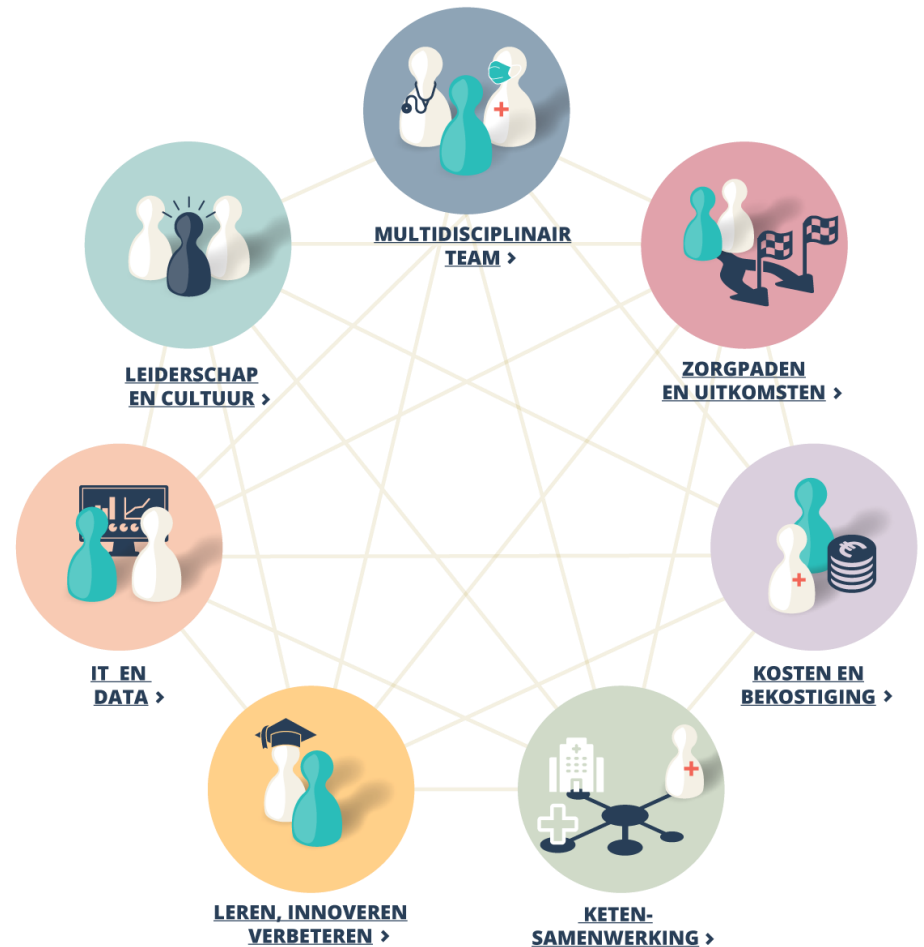 MULTIDISCIPLINAIR
TEAM >
LEIDERSCHAP
EN CULTUUR >
ZORGPADEN
EN UITKOMSTEN >
IT EN
DATA >
KOSTEN EN
BEKOSTIGING >
LEREN, INNOVEREN
VERBETEREN >
KETEN-
SAMENWERKING >